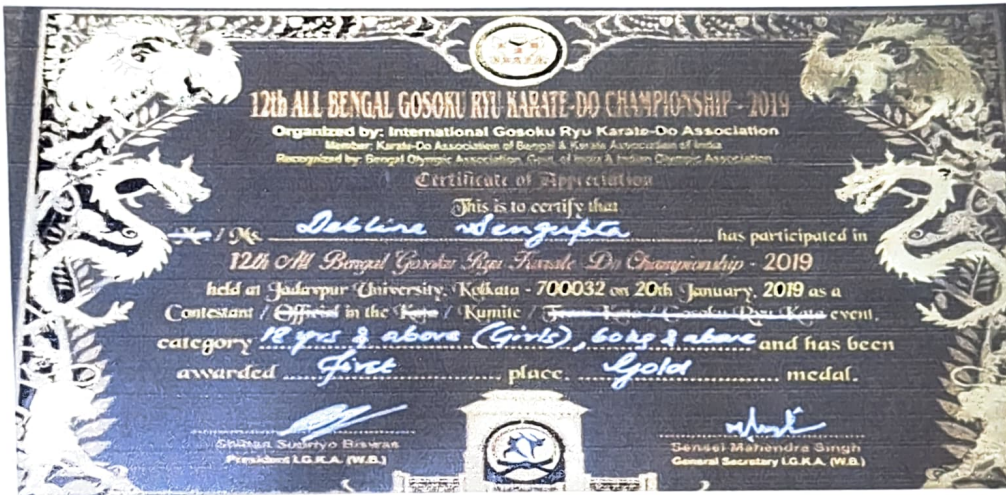 12th ALL BENGAL GOSOKU RYU KARATE-DO CHAMPIONSHIP - 2019
Organized by: International Gosoku Ryu Karate-Do Association
Member: Karate-Do Association of Bengal & Karate Association of India
Recognized by: Bengal Olympic Association, Govt. of India & Indian Olympic Association
Certificate of Appreciation
This is to certify that
Mr. / Ms. Debline Sengupta has participated in
12th All Bengal Gosoku Ryu Karate-Do Championship - 2019
held at Jadavpur University, Kolkata - 700032 on 20th January, 2019 as a
Contestant / Official in the Kata / Kumite / Team Kata / Gosoku Ryu Kata event,
category 18 yrs & above (Girls), 60 kg & above and has been
awarded First place. Gold medal.
Shihan Supriyo Biswas
President I.G.K.A. (W.B.)
Sensei Mahendra Singh
General Secretary I.G.K.A. (W.B.)